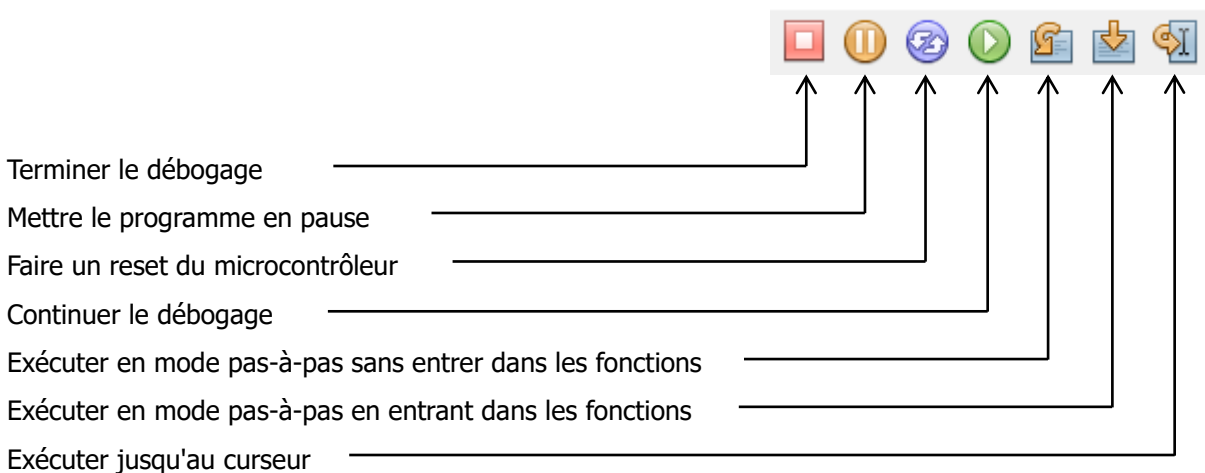 Terminer le débogage
Mettre le programme en pause
Faire un reset du microcontrôleur
Continuer le débogage
Exécuter en mode pas-à-pas sans entrer dans les fonctions
Exécuter en mode pas-à-pas en entrant dans les fonctions
Exécuter jusqu'au curseur